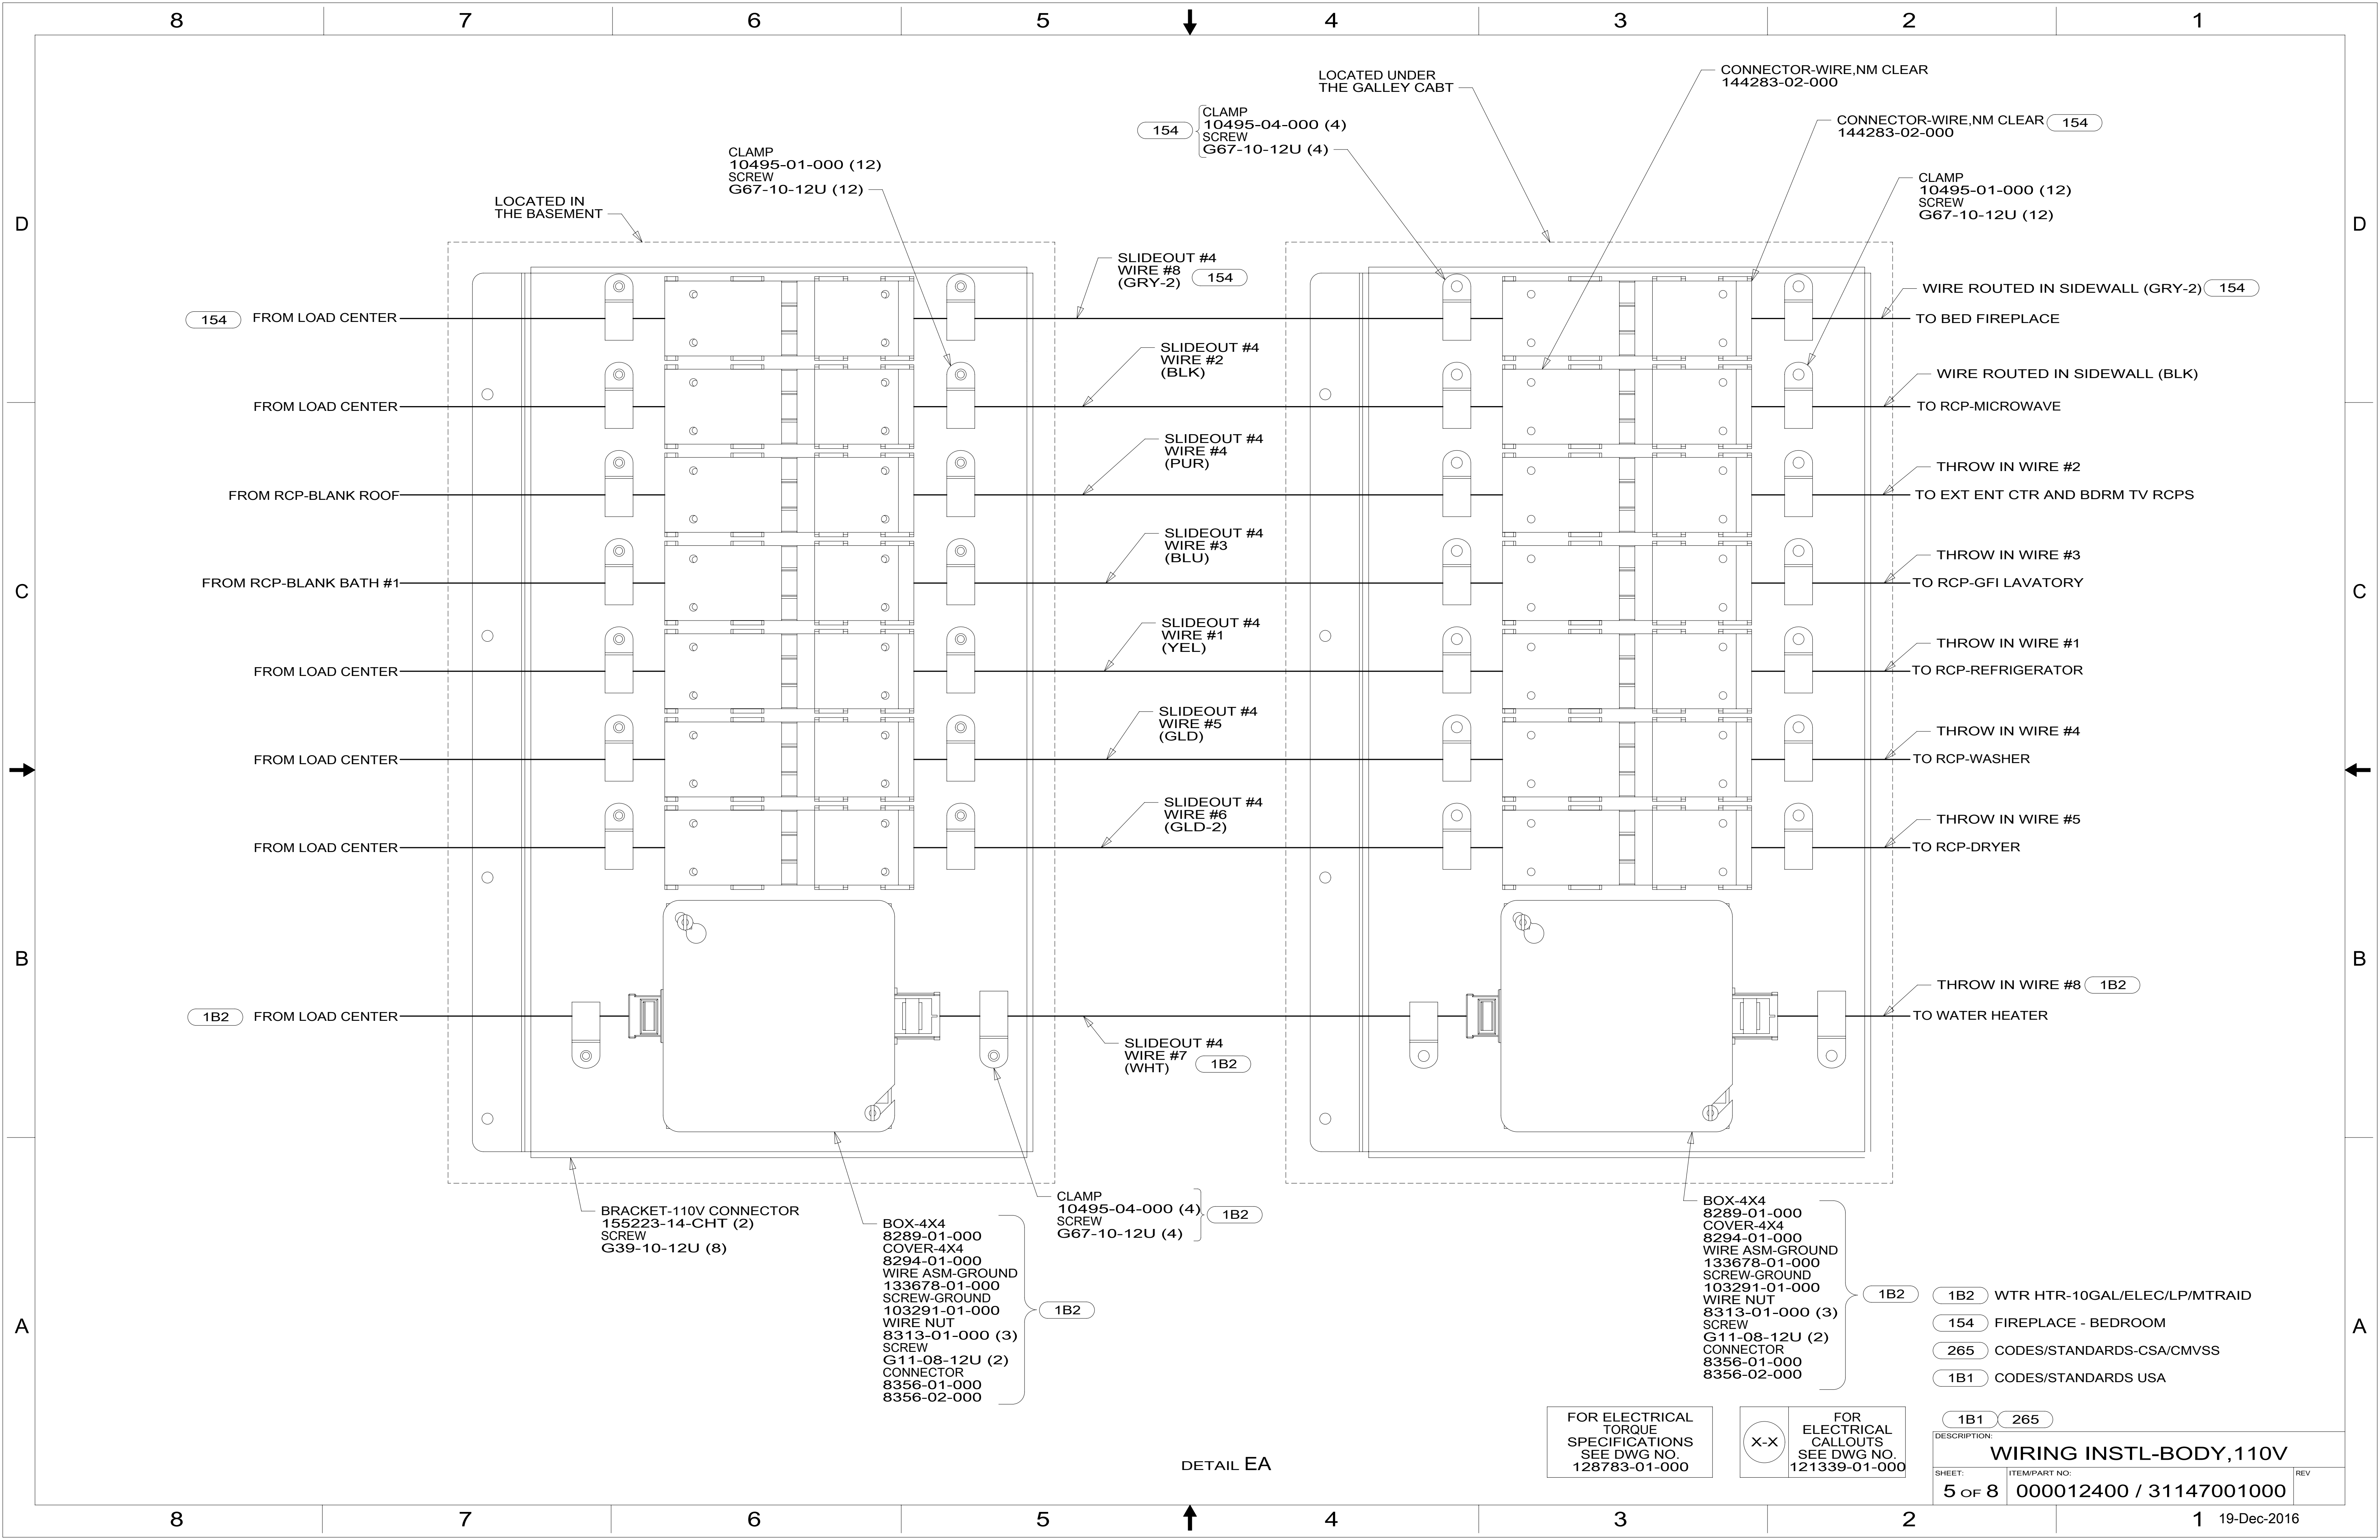 8 7 6 5 4 3 2 1
D
D
C
C
B
B
A
A
LOCATED IN
THE BASEMENT
CLAMP
10495-01-000 (12)
SCREW
G67-10-12U (12)
154
CLAMP
10495-04-000 (4)
SCREW
G67-10-12U (4)
LOCATED UNDER
THE GALLEY CABT
CONNECTOR-WIRE,NM CLEAR
144283-02-000
CONNECTOR-WIRE,NM CLEAR 154
144283-02-000
CLAMP
10495-01-000 (12)
SCREW
G67-10-12U (12)
154 FROM LOAD CENTER
SLIDEOUT #4
WIRE #8
(GRY-2)
154
WIRE ROUTED IN SIDEWALL (GRY-2) 154
TO BED FIREPLACE
FROM LOAD CENTER
SLIDEOUT #4
WIRE #2
(BLK)
WIRE ROUTED IN SIDEWALL (BLK)
TO RCP-MICROWAVE
FROM RCP-BLANK ROOF
SLIDEOUT #4
WIRE #4
(PUR)
THROW IN WIRE #2
TO EXT ENT CTR AND BDRM TV RCPS
FROM RCP-BLANK BATH #1
SLIDEOUT #4
WIRE #3
(BLU)
THROW IN WIRE #3
TO RCP-GFI LAVATORY
FROM LOAD CENTER
SLIDEOUT #4
WIRE #1
(YEL)
THROW IN WIRE #1
TO RCP-REFRIGERATOR
FROM LOAD CENTER
SLIDEOUT #4
WIRE #5
(GLD)
THROW IN WIRE #4
TO RCP-WASHER
FROM LOAD CENTER
SLIDEOUT #4
WIRE #6
(GLD-2)
THROW IN WIRE #5
TO RCP-DRYER
1B2 FROM LOAD CENTER
SLIDEOUT #4
WIRE #7
(WHT)
1B2
THROW IN WIRE #8 1B2
TO WATER HEATER
BRACKET-110V CONNECTOR
155223-14-CHT (2)
SCREW
G39-10-12U (8)
BOX-4X4
8289-01-000
COVER-4X4
8294-01-000
WIRE ASM-GROUND
133678-01-000
SCREW-GROUND
103291-01-000
WIRE NUT
8313-01-000 (3)
SCREW
G11-08-12U (2)
CONNECTOR
8356-01-000
8356-02-000
1B2
CLAMP
10495-04-000 (4)
SCREW
G67-10-12U (4)
1B2
BOX-4X4
8289-01-000
COVER-4X4
8294-01-000
WIRE ASM-GROUND
133678-01-000
SCREW-GROUND
103291-01-000
WIRE NUT
8313-01-000 (3)
SCREW
G11-08-12U (2)
CONNECTOR
8356-01-000
8356-02-000
1B2
1B2 WTR HTR-10GAL/ELEC/LP/MTRAID
154 FIREPLACE - BEDROOM
265 CODES/STANDARDS-CSA/CMVSS
1B1 CODES/STANDARDS USA
DETAIL EA
FOR ELECTRICAL
TORQUE
SPECIFICATIONS
SEE DWG NO.
128783-01-000
X-X
FOR
ELECTRICAL
CALLOUTS
SEE DWG NO.
121339-01-000
1B1 265
DESCRIPTION:
WIRING INSTL-BODY,110V
SHEET:
5 OF 8
ITEM/PART NO:
000012400 / 31147001000
REV
8 7 6 5 4 3 2 1
19-Dec-2016